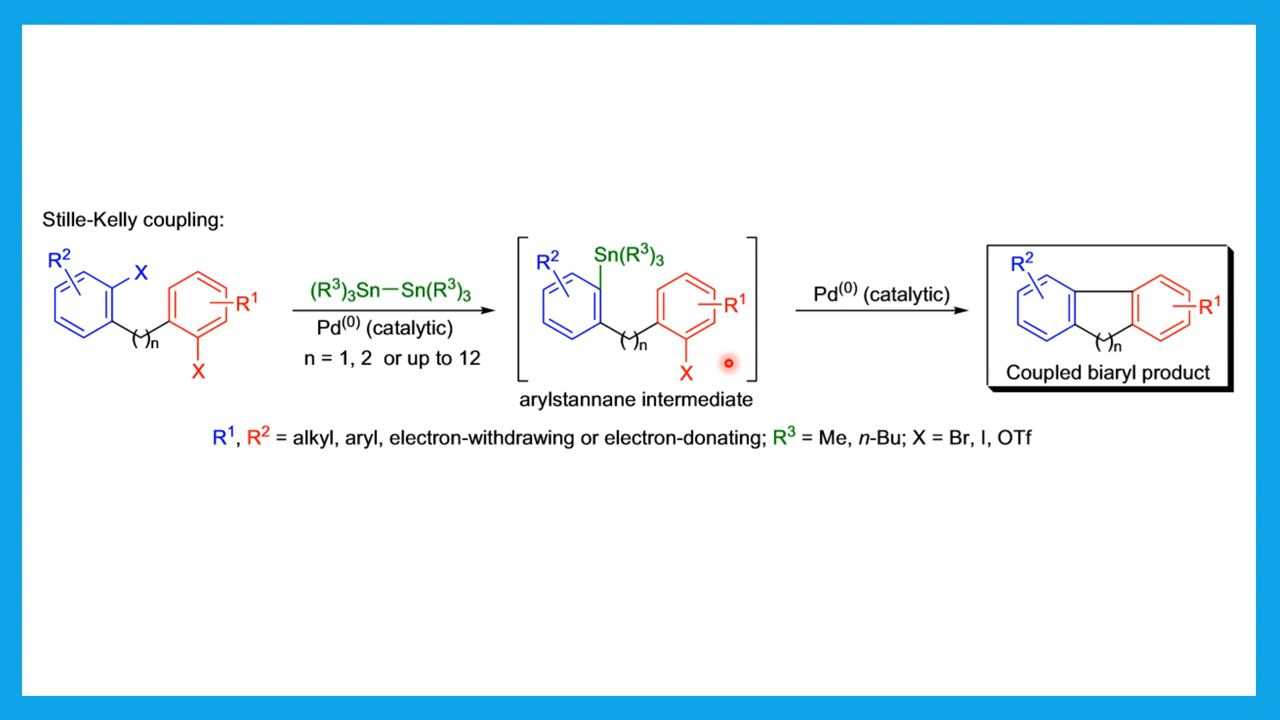 Stille-Kelly coupling:
R² X R¹ ( )n X
(R³)₃Sn—Sn(R³)₃
Pd⁽⁰⁾ (catalytic)
n = 1, 2 or up to 12
R² Sn(R³)₃ R¹ ( )n X
arylstannane intermediate
Pd⁽⁰⁾ (catalytic)
R² R¹ ( )n
Coupled biaryl product
R¹, R² = alkyl, aryl, electron-withdrawing or electron-donating; R³ = Me, n-Bu; X = Br, I, OTf